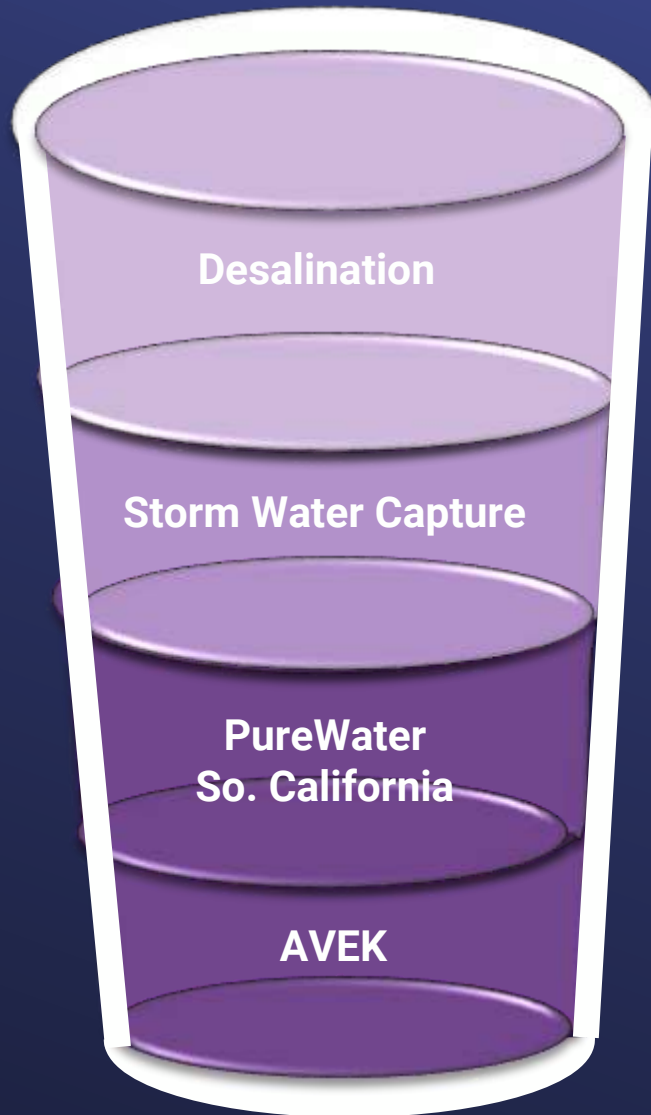 Desalination
Storm Water Capture
PureWater
So. California
AVEK